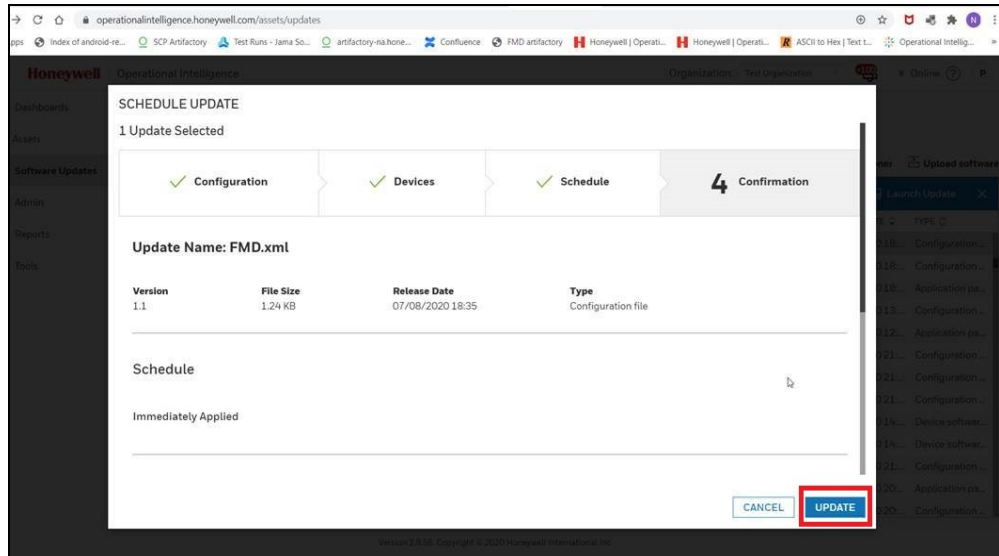 operationalintelligence.honeywell.com/assets/updates
pps Index of android-re... SCP Artifactory Test Runs - Jama So... artifactory-na.hone... Confluence FMD artifactory Honeywell | Operati... Honeywell | Operati... ASCII to Hex | Text t... Operational Intellig... »
Honeywell Operational Intelligence Organization: Test Organization Online P
Dashboards
Assets
Software Updates
Admin
Reports
Tools
Upload software
Launch Update
TYPE
SCHEDULE UPDATE
1 Update Selected
Configuration Devices Schedule 4 Confirmation
Update Name: FMD.xml
Version File Size Release Date Type
1.1 1.24 KB 07/08/2020 18:35 Configuration file
Schedule
Immediately Applied
CANCEL UPDATE
Configuration...
Configuration...
Application pa...
Configuration...
Application pa...
Configuration...
Configuration...
Configuration...
Device softwar...
Device softwar...
Configuration...
Application pa...
Configuration...
Copyright © 2020 Honeywell International Inc